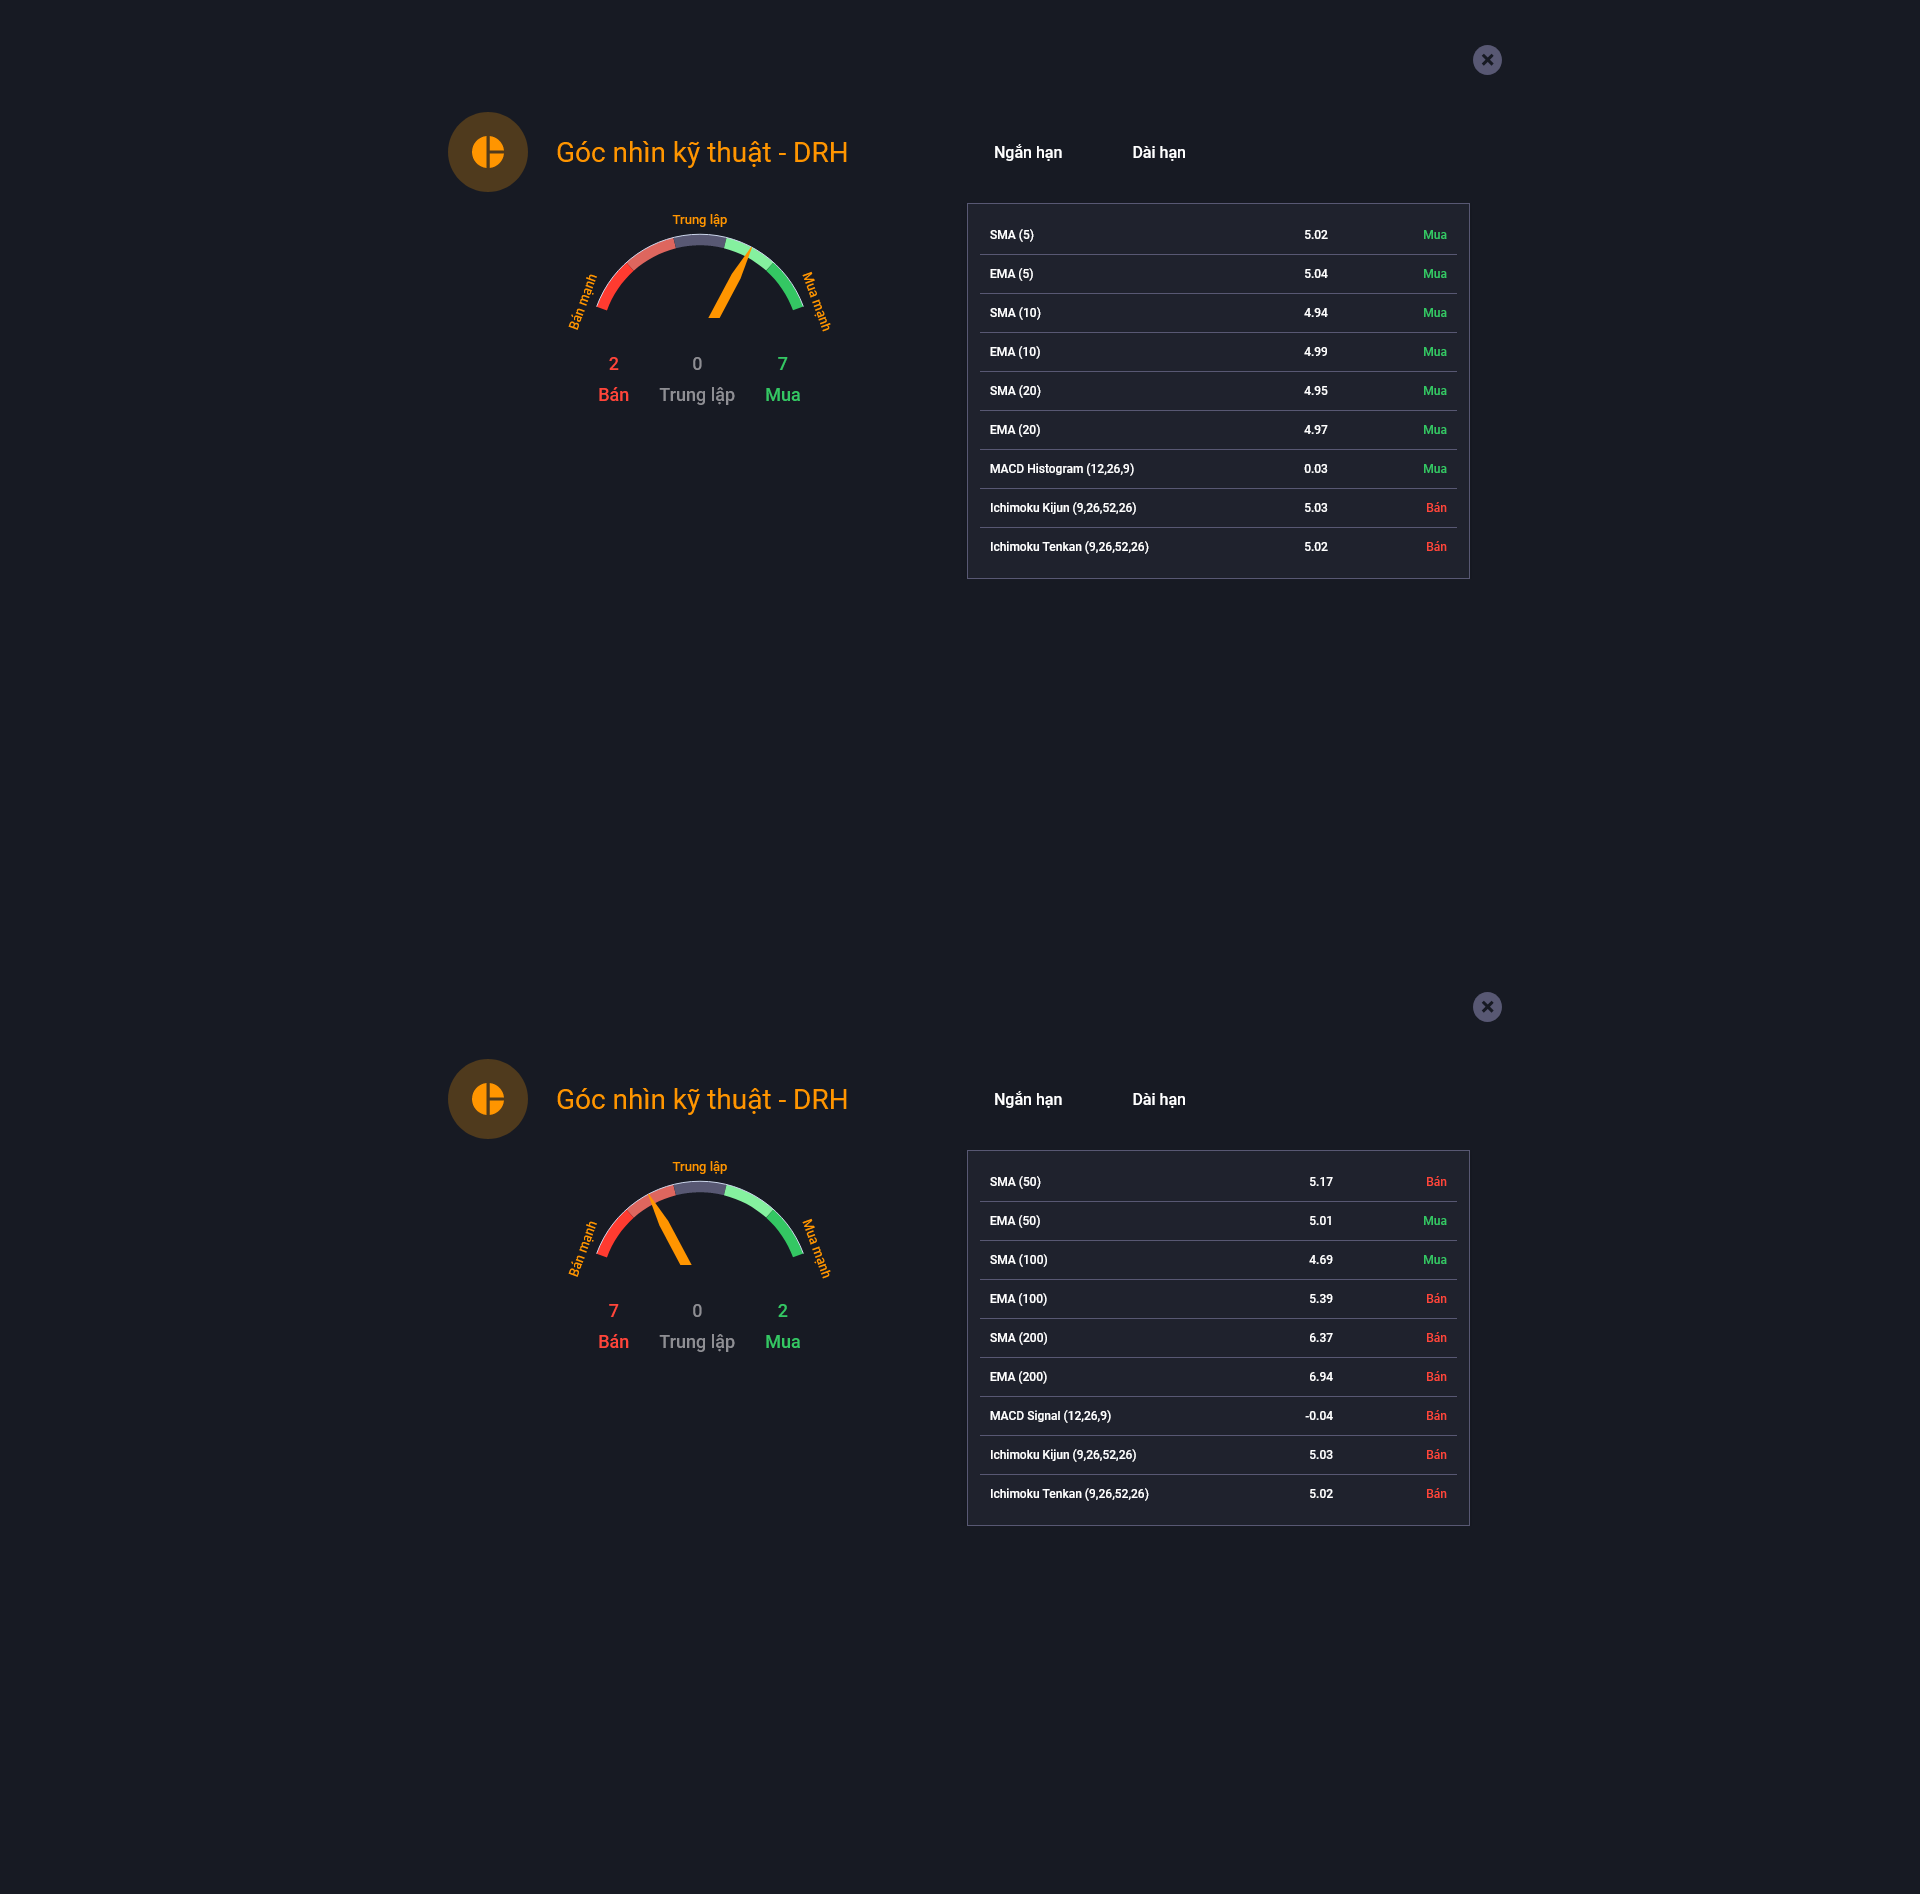 Góc nhìn kỹ thuật - DRH
Ngắn hạn Dài hạn
Trung lập
Bán mạnh
Mua mạnh
2 0 7
Bán Trung lập Mua
SMA (5) 5.02 Mua
EMA (5) 5.04 Mua
SMA (10) 4.94 Mua
EMA (10) 4.99 Mua
SMA (20) 4.95 Mua
EMA (20) 4.97 Mua
MACD Histogram (12,26,9) 0.03 Mua
Ichimoku Kijun (9,26,52,26) 5.03 Bán
Ichimoku Tenkan (9,26,52,26) 5.02 Bán
Góc nhìn kỹ thuật - DRH
Ngắn hạn Dài hạn
Trung lập
Bán mạnh
Mua mạnh
7 0 2
Bán Trung lập Mua
SMA (50) 5.17 Bán
EMA (50) 5.01 Mua
SMA (100) 4.69 Mua
EMA (100) 5.39 Bán
SMA (200) 6.37 Bán
EMA (200) 6.94 Bán
MACD Signal (12,26,9) -0.04 Bán
Ichimoku Kijun (9,26,52,26) 5.03 Bán
Ichimoku Tenkan (9,26,52,26) 5.02 Bán